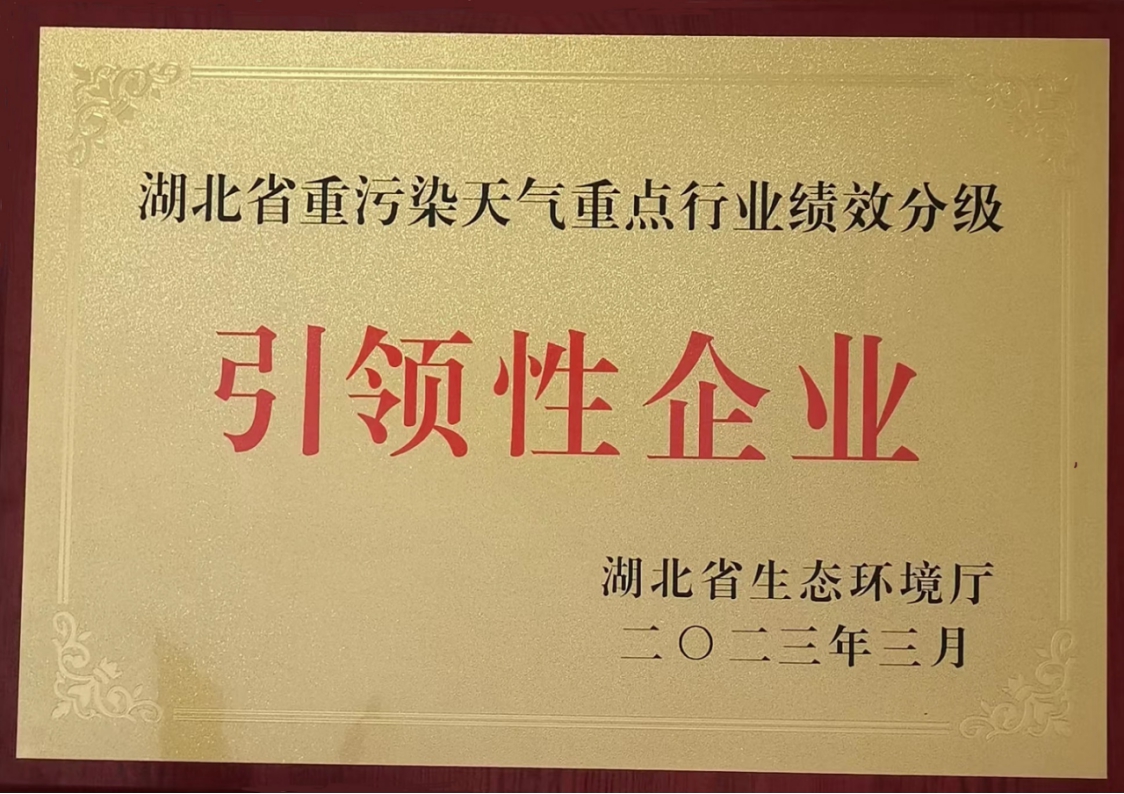 湖北省重污染天气重点行业绩效分级
引领性企业
湖北省生态环境厅
二〇二三年三月